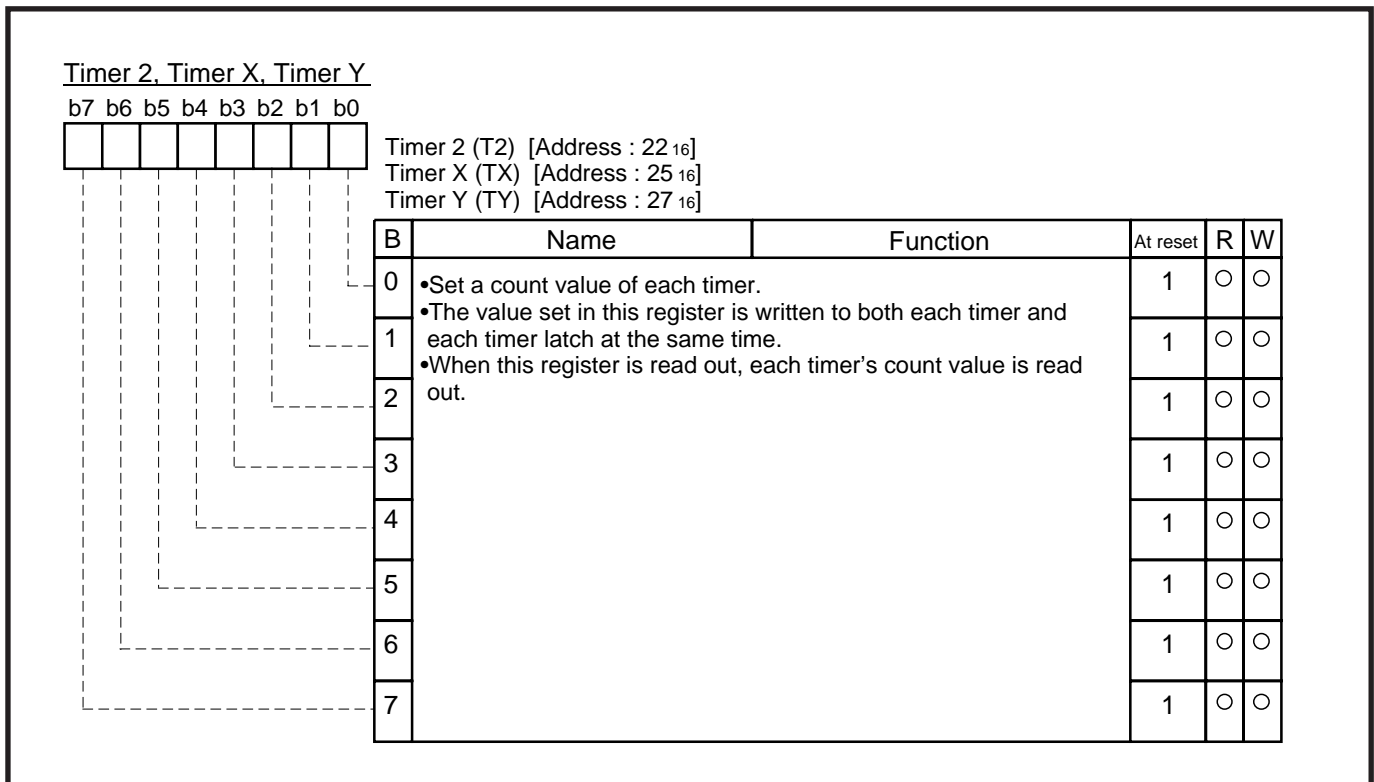 Timer 2, Timer X, Timer Y
b7 b6 b5 b4 b3 b2 b1 b0
Timer 2 (T2) [Address : 22 16]
Timer X (TX) [Address : 25 16]
Timer Y (TY) [Address : 27 16]
B Name Function At reset R W
0 •Set a count value of each timer. 1 ○ ○
•The value set in this register is written to both each timer and
1 each timer latch at the same time. 1 ○ ○
•When this register is read out, each timer's count value is read
2 out. 1 ○ ○
3 1 ○ ○
4 1 ○ ○
5 1 ○ ○
6 1 ○ ○
7 1 ○ ○